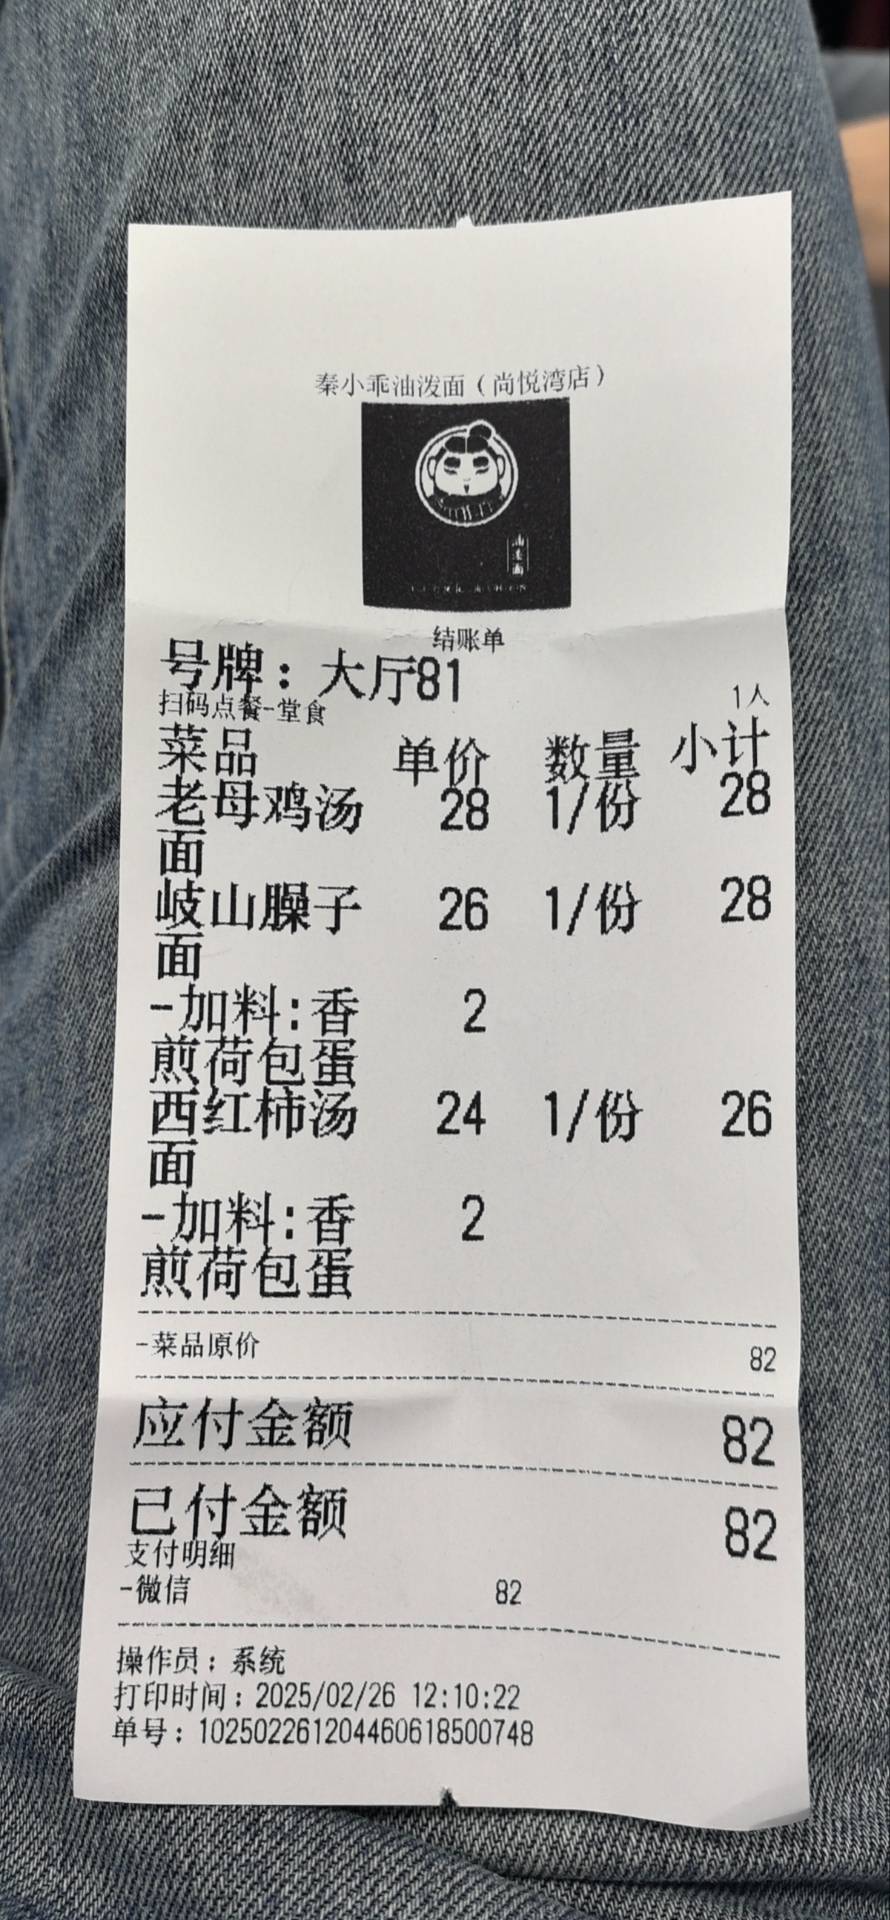 秦小乖油泼面（尚悦湾店）
油泼面
结账单
号牌：大厅81
扫码点餐-堂食 1人
菜品 单价 数量 小计
老母鸡汤 28 1/份 28
面
岐山臊子 26 1/份 28
面
-加料:香 2
煎荷包蛋
西红柿汤 24 1/份 26
面
-加料:香 2
煎荷包蛋
-菜品原价 82
应付金额 82
已付金额 82
支付明细
-微信 82
操作员：系统
打印时间：2025/02/26 12:10:22
单号：102502261204460618500748